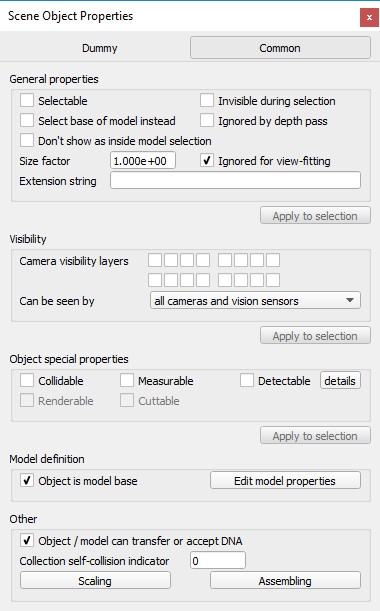 Scene Object Properties x
Dummy Common
General properties
Selectable Invisible during selection
Select base of model instead Ignored by depth pass
Don't show as inside model selection
Size factor 1.000e+00 Ignored for view-fitting
Extension string
Apply to selection
Visibility
Camera visibility layers
Can be seen by all cameras and vision sensors
Apply to selection
Object special properties
Collidable Measurable Detectable details
Renderable Cuttable
Apply to selection
Model definition
Object is model base Edit model properties
Other
Object / model can transfer or accept DNA
Collection self-collision indicator 0
Scaling Assembling